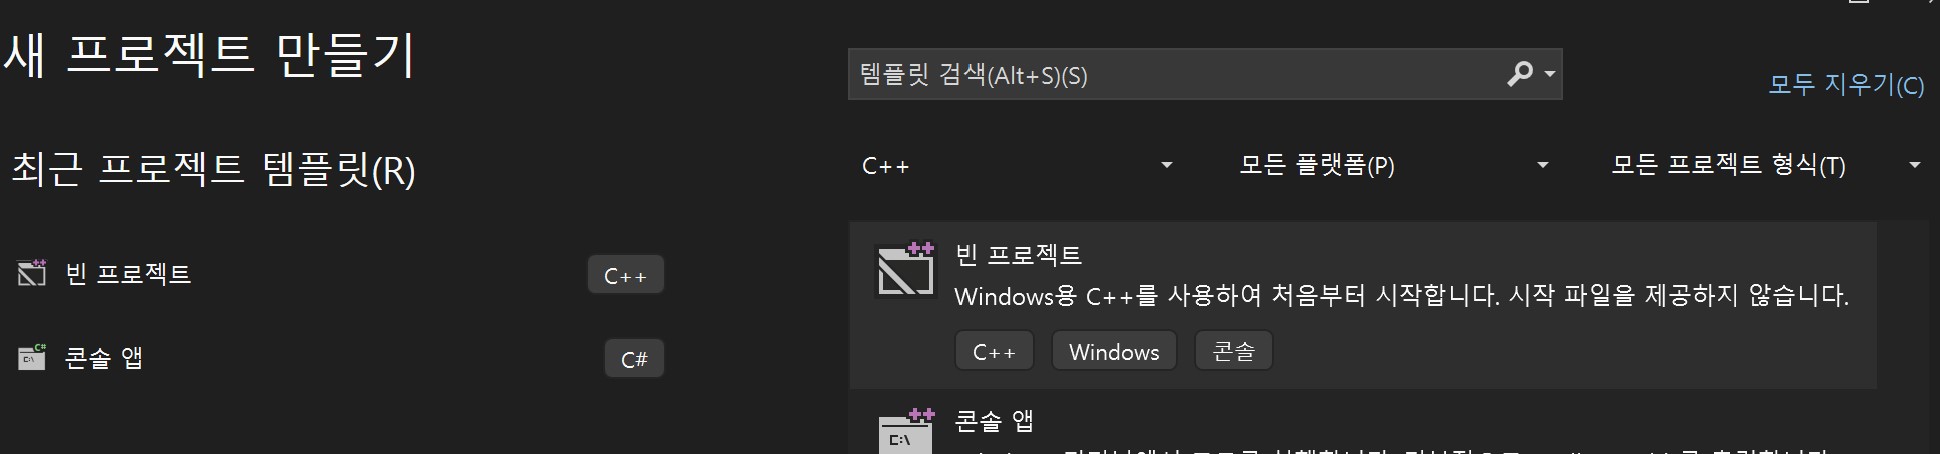 새 프로젝트 만들기
템플릿 검색(Alt+S)(S)
모두 지우기(C)
최근 프로젝트 템플릿(R)
C++
모든 플랫폼(P)
모든 프로젝트 형식(T)
빈 프로젝트
C++
콘솔 앱
C#
빈 프로젝트
Windows용 C++를 사용하여 처음부터 시작합니다. 시작 파일을 제공하지 않습니다.
C++
Windows
콘솔
콘솔 앱